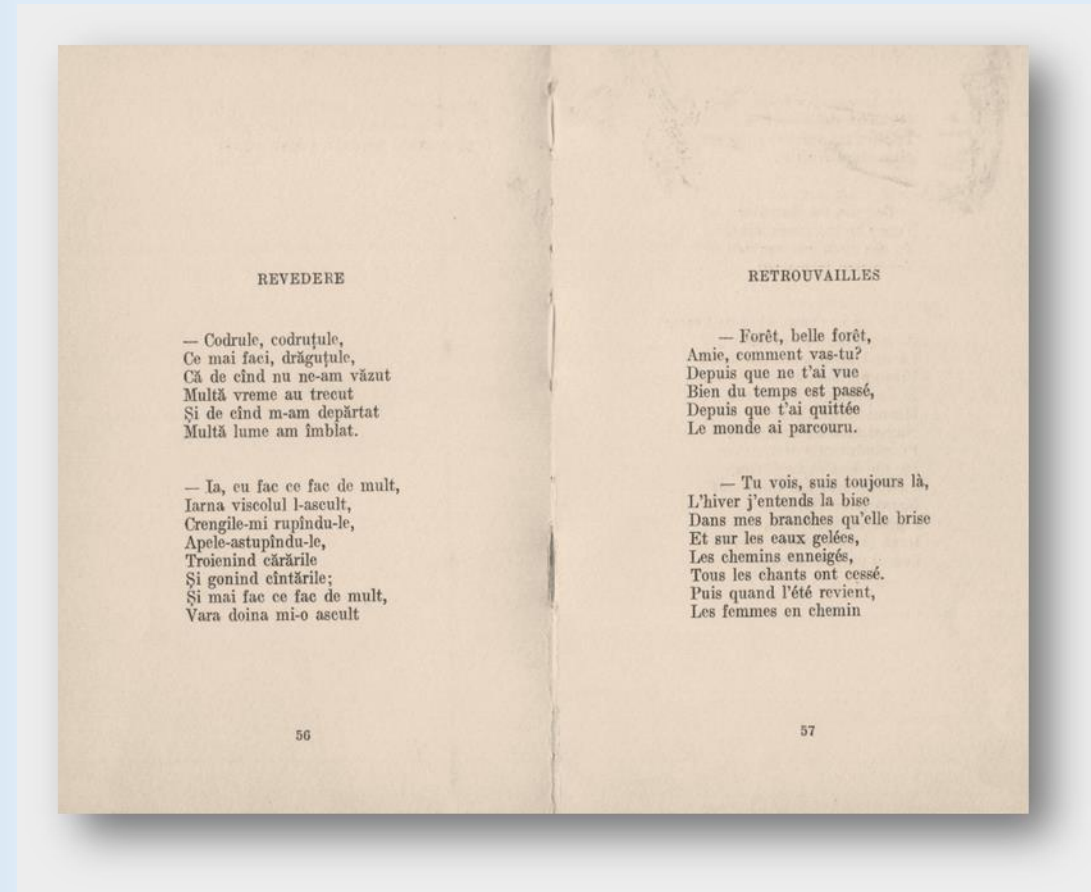 REVEDERE
— Codrule, codruțule,
Ce mai faci, drăguțule,
Că de cînd nu ne-am văzut
Multă vreme au trecut
Și de cînd m-am depărtat
Multă lume am îmblat.
— Ia, eu fac ce fac de mult,
Iarna viscolul l-ascult,
Crengile-mi rupîndu-le,
Apele-astupîndu-le,
Troienind cărările
Și gonind cîntările;
Și mai fac ce fac de mult,
Vara doina mi-o ascult
56
RETROUVAILLES
— Forêt, belle forêt,
Amie, comment vas-tu?
Depuis que ne t'ai vue
Bien du temps est passé,
Depuis que t'ai quittée
Le monde ai parcouru.
— Tu vois, suis toujours là,
L'hiver j'entends la bise
Dans mes branches qu'elle brise
Et sur les eaux gelées,
Les chemins enneigés,
Tous les chants ont cessé.
Puis quand l'été revient,
Les femmes en chemin
57